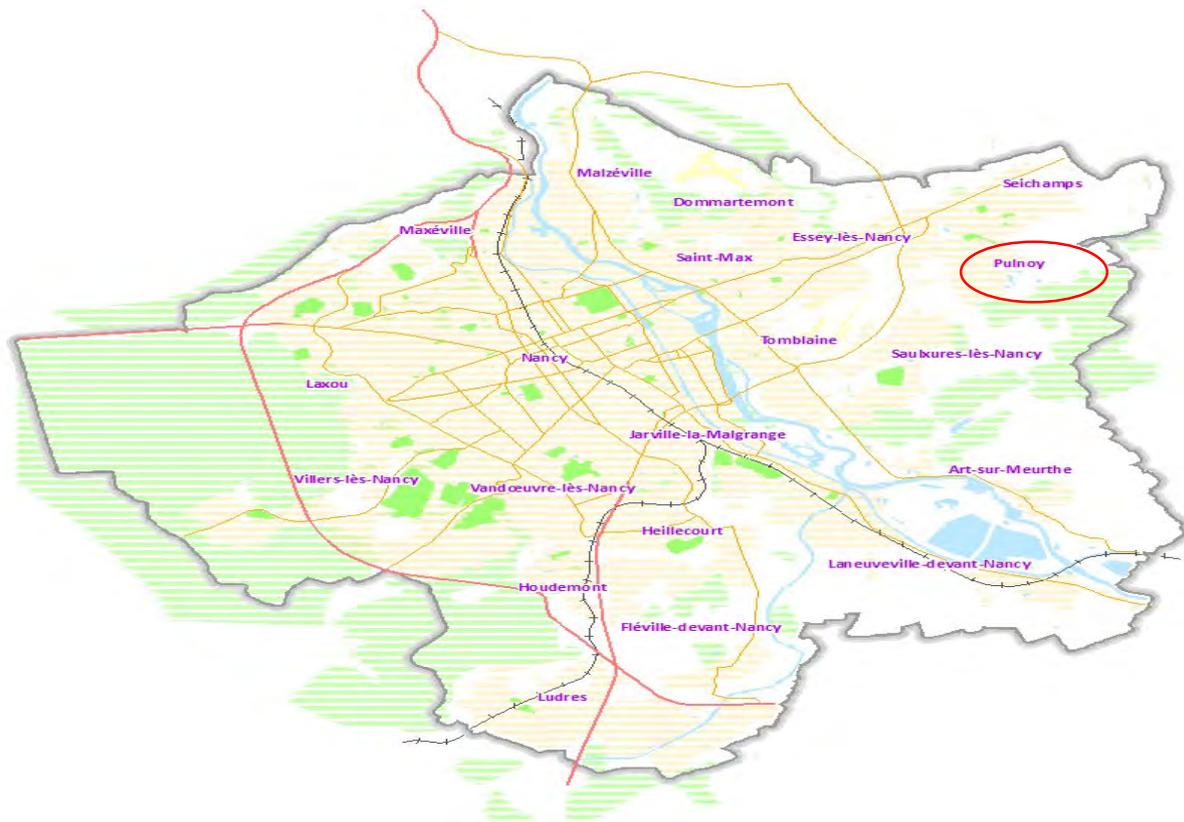 Malzéville
Seichamps
Dommartemont
Maxéville
Essey-lès-Nancy
Saint-Max
Pulnoy
Tomblaine
Nancy
Saulxures-lès-Nancy
Laxou
Jarville-la-Malgrange
Art-sur-Meurthe
Villers-lès-Nancy
Vandœuvre-lès-Nancy
Heillecourt
Laneuveville-devant-Nancy
Houdemont
Fléville-devant-Nancy
Ludres